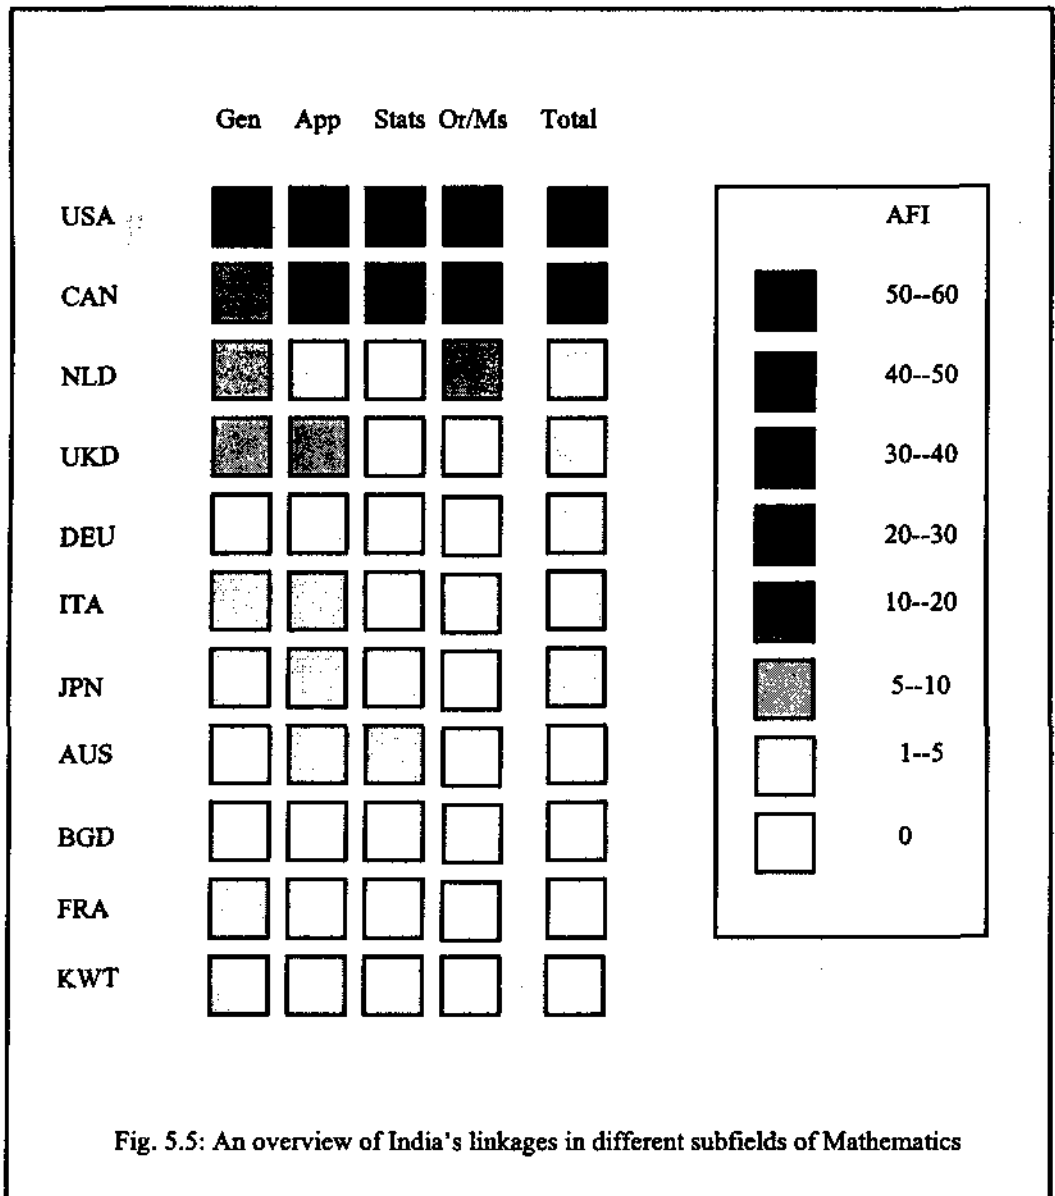 Gen App Stats Or/Ms Total
USA
CAN
NLD
UKD
DEU
ITA
JPN
AUS
BGD
FRA
KWT
AFI
50--60
40--50
30--40
20--30
10--20
5--10
1--5
0
Fig. 5.5: An overview of India's linkages in different subfields of Mathematics